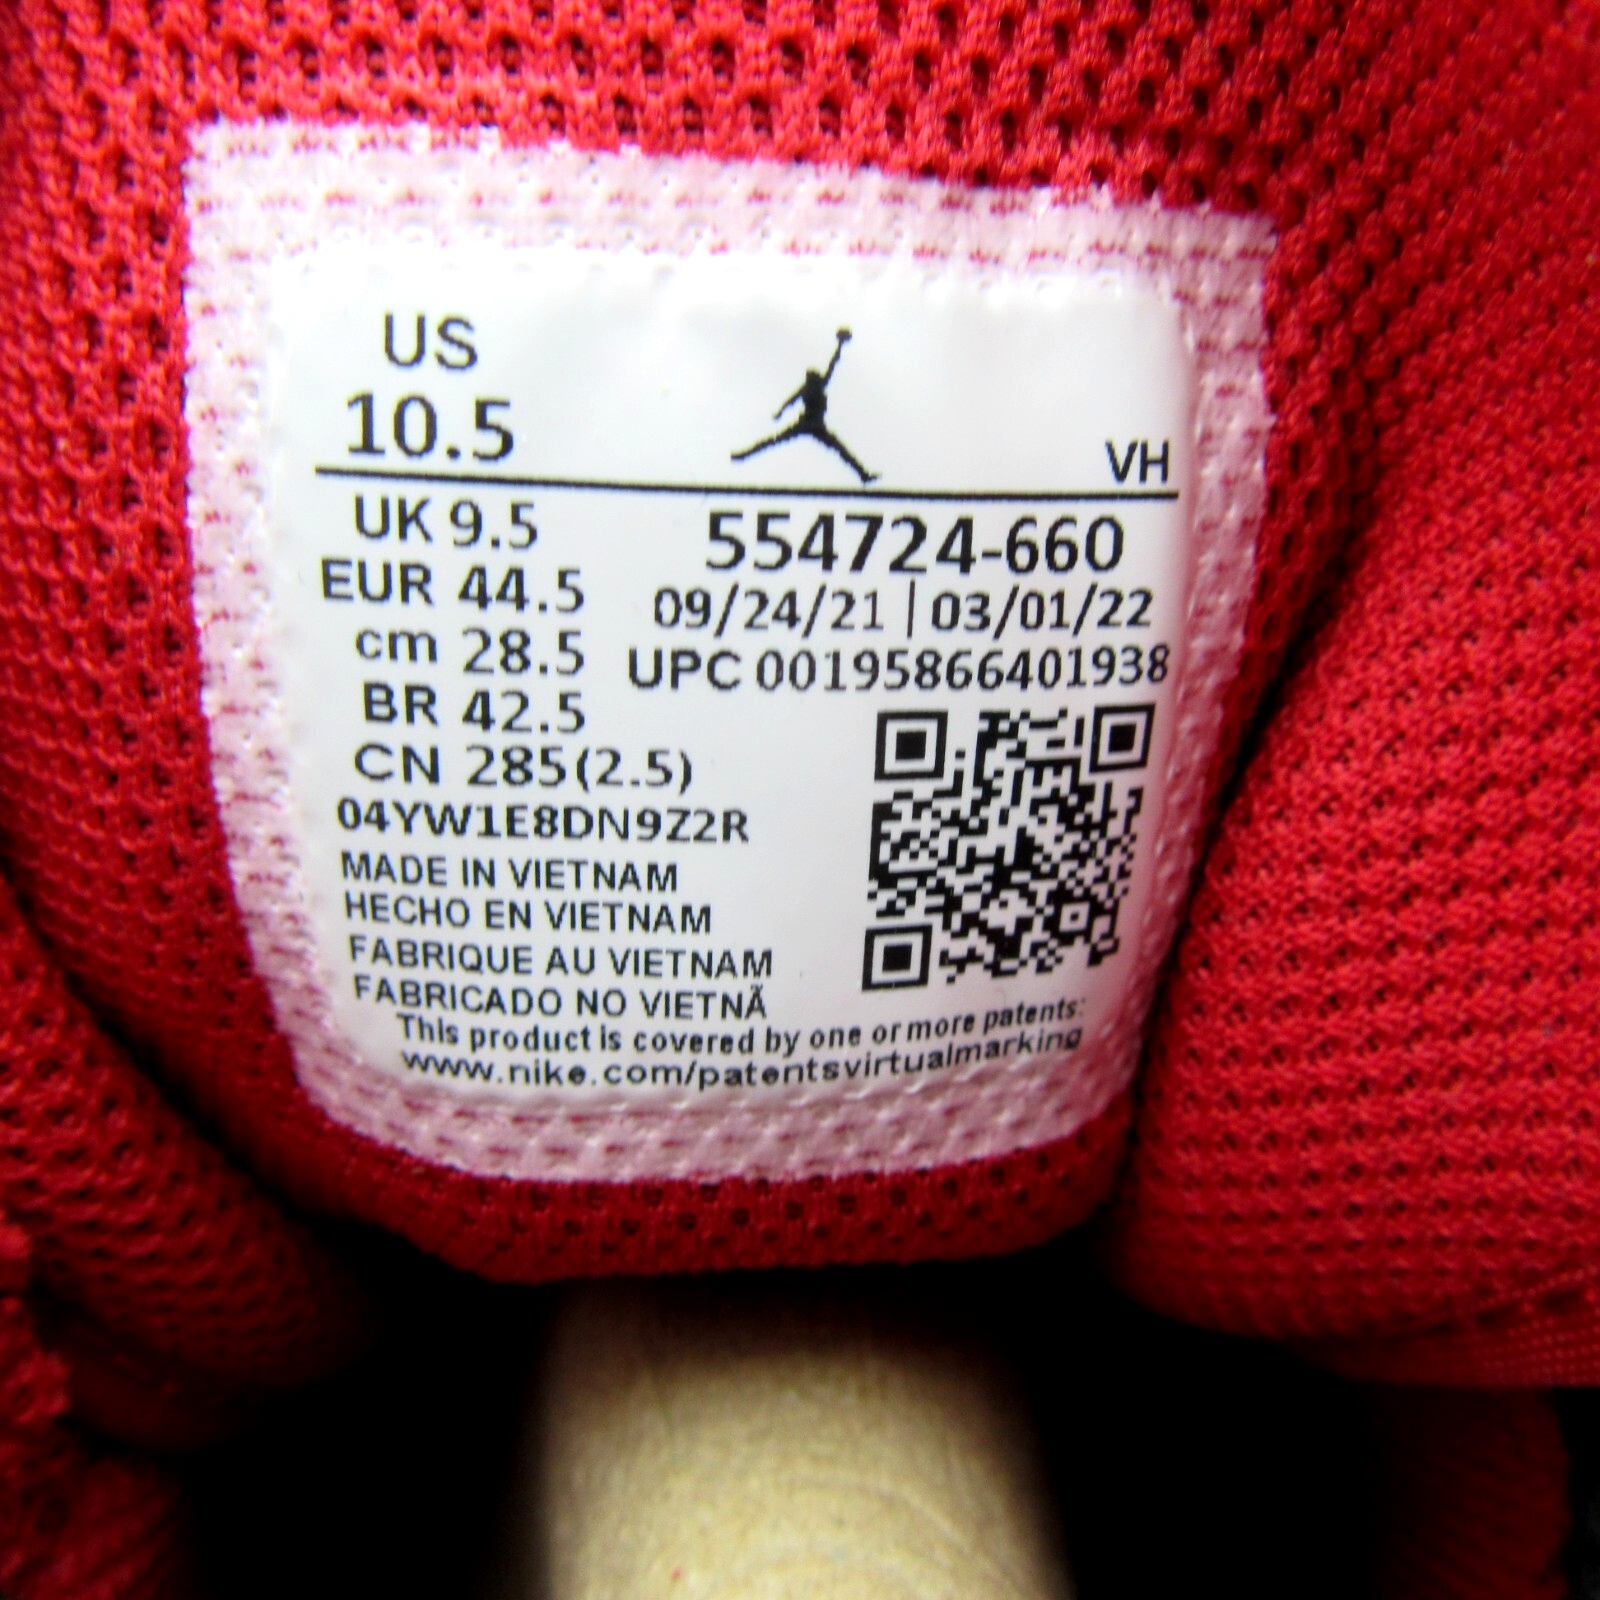 US
10.5
VH
UK 9.5
EUR 44.5
cm 28.5
BR 42.5
CN 285(2.5)
554724-660
09/24/21 | 03/01/22
UPC 00195866401938
04YW1E8DN9Z2R
MADE IN VIETNAM
HECHO EN VIETNAM
FABRIQUE AU VIETNAM
FABRICADO NO VIETNÃ
This product is covered by one or more patents:
www.nike.com/patentsvirtualmarking